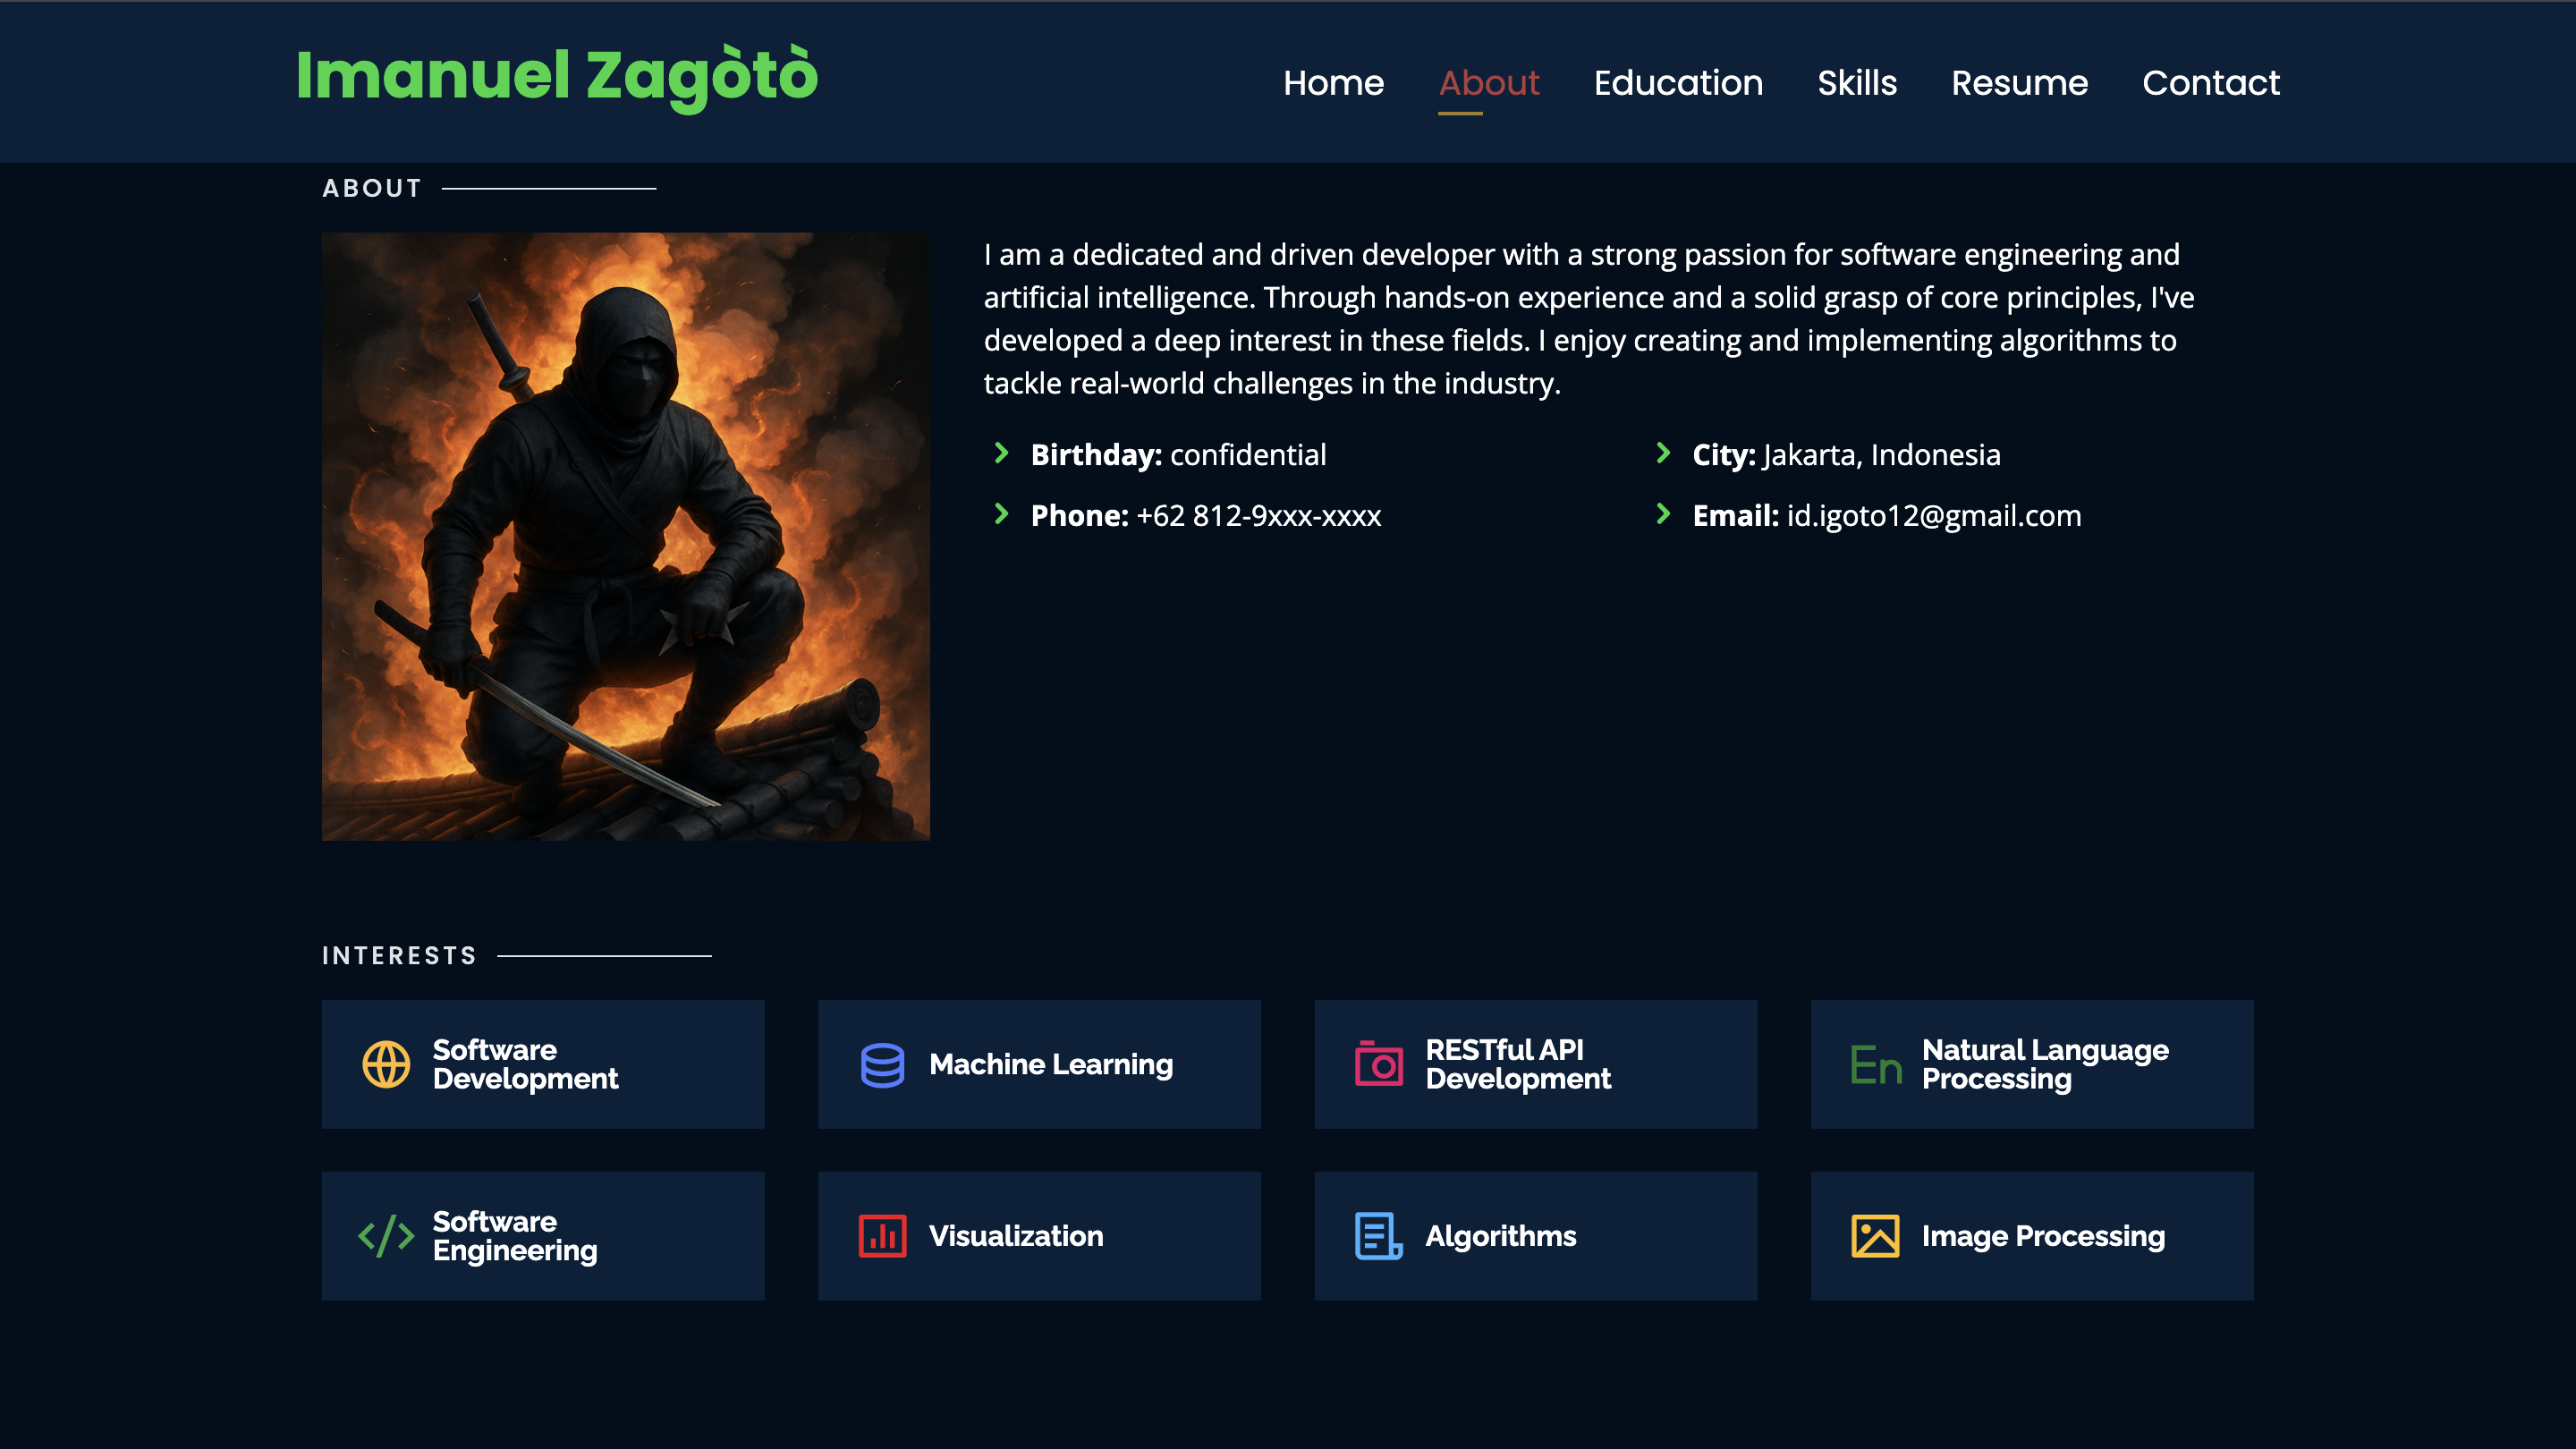 Imanuel Zagòtò
Home About Education Skills Resume Contact
ABOUT
I am a dedicated and driven developer with a strong passion for software engineering and
artificial intelligence. Through hands-on experience and a solid grasp of core principles, I've
developed a deep interest in these fields. I enjoy creating and implementing algorithms to
tackle real-world challenges in the industry.
Birthday: confidential
City: Jakarta, Indonesia
Phone: +62 812-9xxx-xxxx
Email: id.igoto12@gmail.com
INTERESTS
Software
Development
Machine Learning
RESTful API
Development
En
Natural Language
Processing
Software
Engineering
Visualization
Algorithms
Image Processing